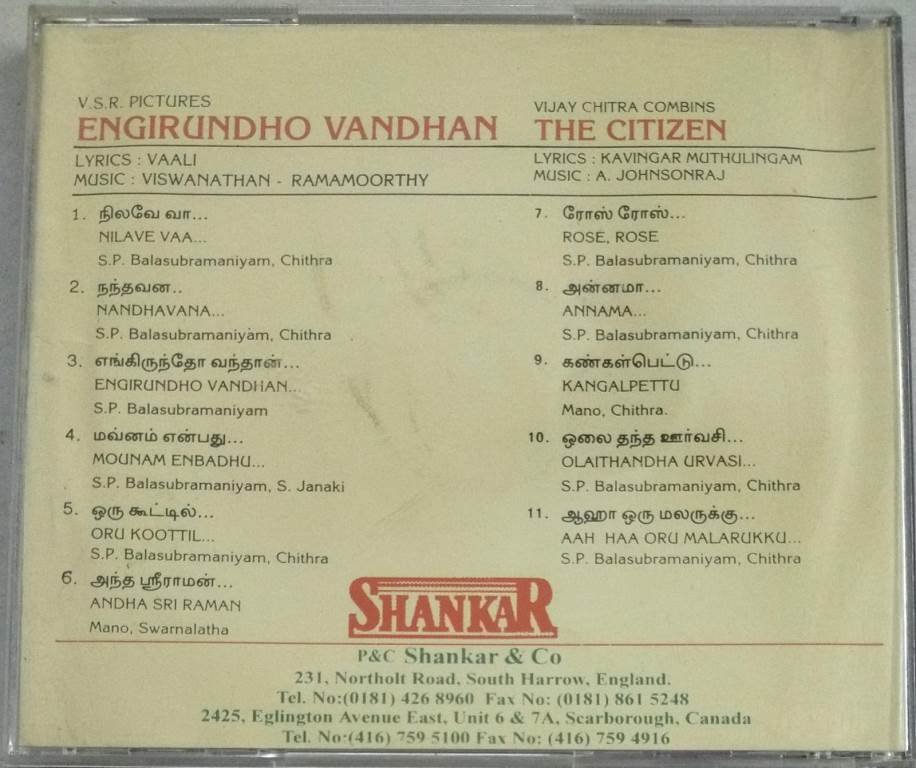 V.S.R. PICTURES
ENGIRUNDHO VANDHAN
LYRICS : VAALI
MUSIC : VISWANATHAN - RAMAMOORTHY
1. நிலவே வா...
NILAVE VAA...
S.P. Balasubramaniyam, Chithra
2. நந்தவன..
NANDHAVANA...
S.P. Balasubramaniyam, Chithra
3. எங்கிருந்தோ வந்தான்...
ENGIRUNDHO VANDHAN...
S.P. Balasubramaniyam
4. மவ்னம் என்பது...
MOUNAM ENBADHU...
S.P. Balasubramaniyam, S. Janaki
5. ஒரு கூட்டில்...
ORU KOOTTIL...
S.P. Balasubramaniyam, Chithra
6. அந்த ஸ்ரீராமன்...
ANDHA SRI RAMAN
Mano, Swarnalatha
VIJAY CHITRA COMBINS
THE CITIZEN
LYRICS : KAVINGAR MUTHULINGAM
MUSIC : A. JOHNSONRAJ
7. ரோஸ் ரோஸ்...
ROSE, ROSE
S.P. Balasubramaniyam, Chithra
8. அன்னமா...
ANNAMA...
S.P. Balasubramaniyam, Chithra
9. கண்கள்பெட்டு...
KANGALPETTU
Mano, Chithra.
10. ஒலை தந்த ஊர்வசி...
OLAITHANDHA URVASI...
S.P. Balasubramaniyam, Chithra
11. ஆஹா ஒரு மலருக்கு...
AAH HAA ORU MALARUKKU...
S.P. Balasubramaniyam, Chithra
SHANKAR
P&C Shankar & Co
231, Northolt Road, South Harrow, England.
Tel. No:(0181) 426 8960 Fax No: (0181) 861 5248
2425, Eglington Avenue East, Unit 6 & 7A, Scarborough, Canada
Tel. No:(416) 759 5100 Fax No: (416) 759 4916